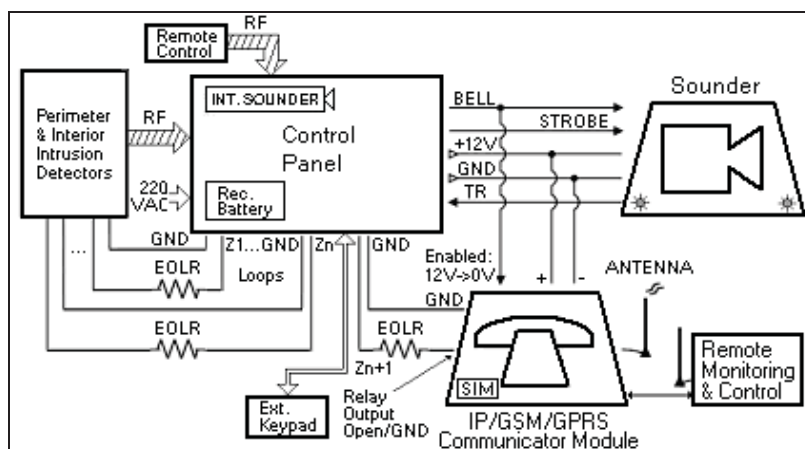 RF
Remote
Control
INT. SOUNDER
Control
Panel
Perimeter
& Interior
Intrusion
Detectors
RF
220
VAC
Rec.
Battery
BELL
STROBE
+12V
GND
TR
Sounder
GND
Z1...GND
Zn
GND
...
EOLR
Loops
EOLR
Enabled:
12V->0V
+
-
ANTENNA
GND
EOLR
Zn+1
Ext.
Keypad
Relay
Output
Open/GND
SIM
IP/GSM/GPRS
Communicator Module
Remote
Monitoring
& Control